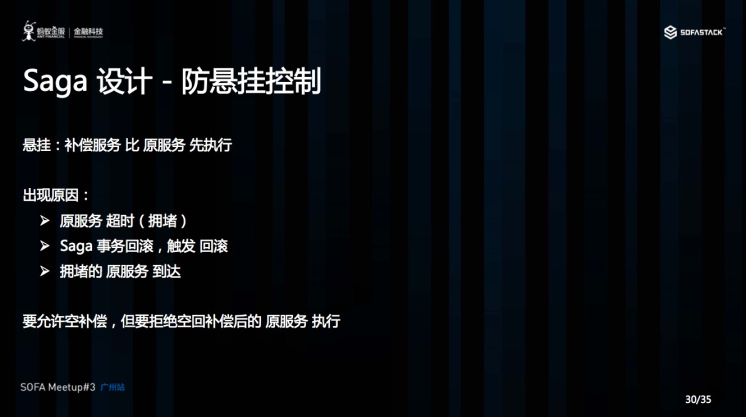 蚂蚁金服 金融科技
ANT FINANCIAL FINANCIAL TECHNOLOGY
SOFASTACK
Saga 设计 - 防悬挂控制
悬挂：补偿服务 比 原服务 先执行
出现原因：
➤ 原服务 超时（拥堵）
➤ Saga 事务回滚，触发 回滚
➤ 拥堵的 原服务 到达
要允许空补偿，但要拒绝空回补偿后的 原服务 执行
SOFA Meetup#3 广州站
30/35